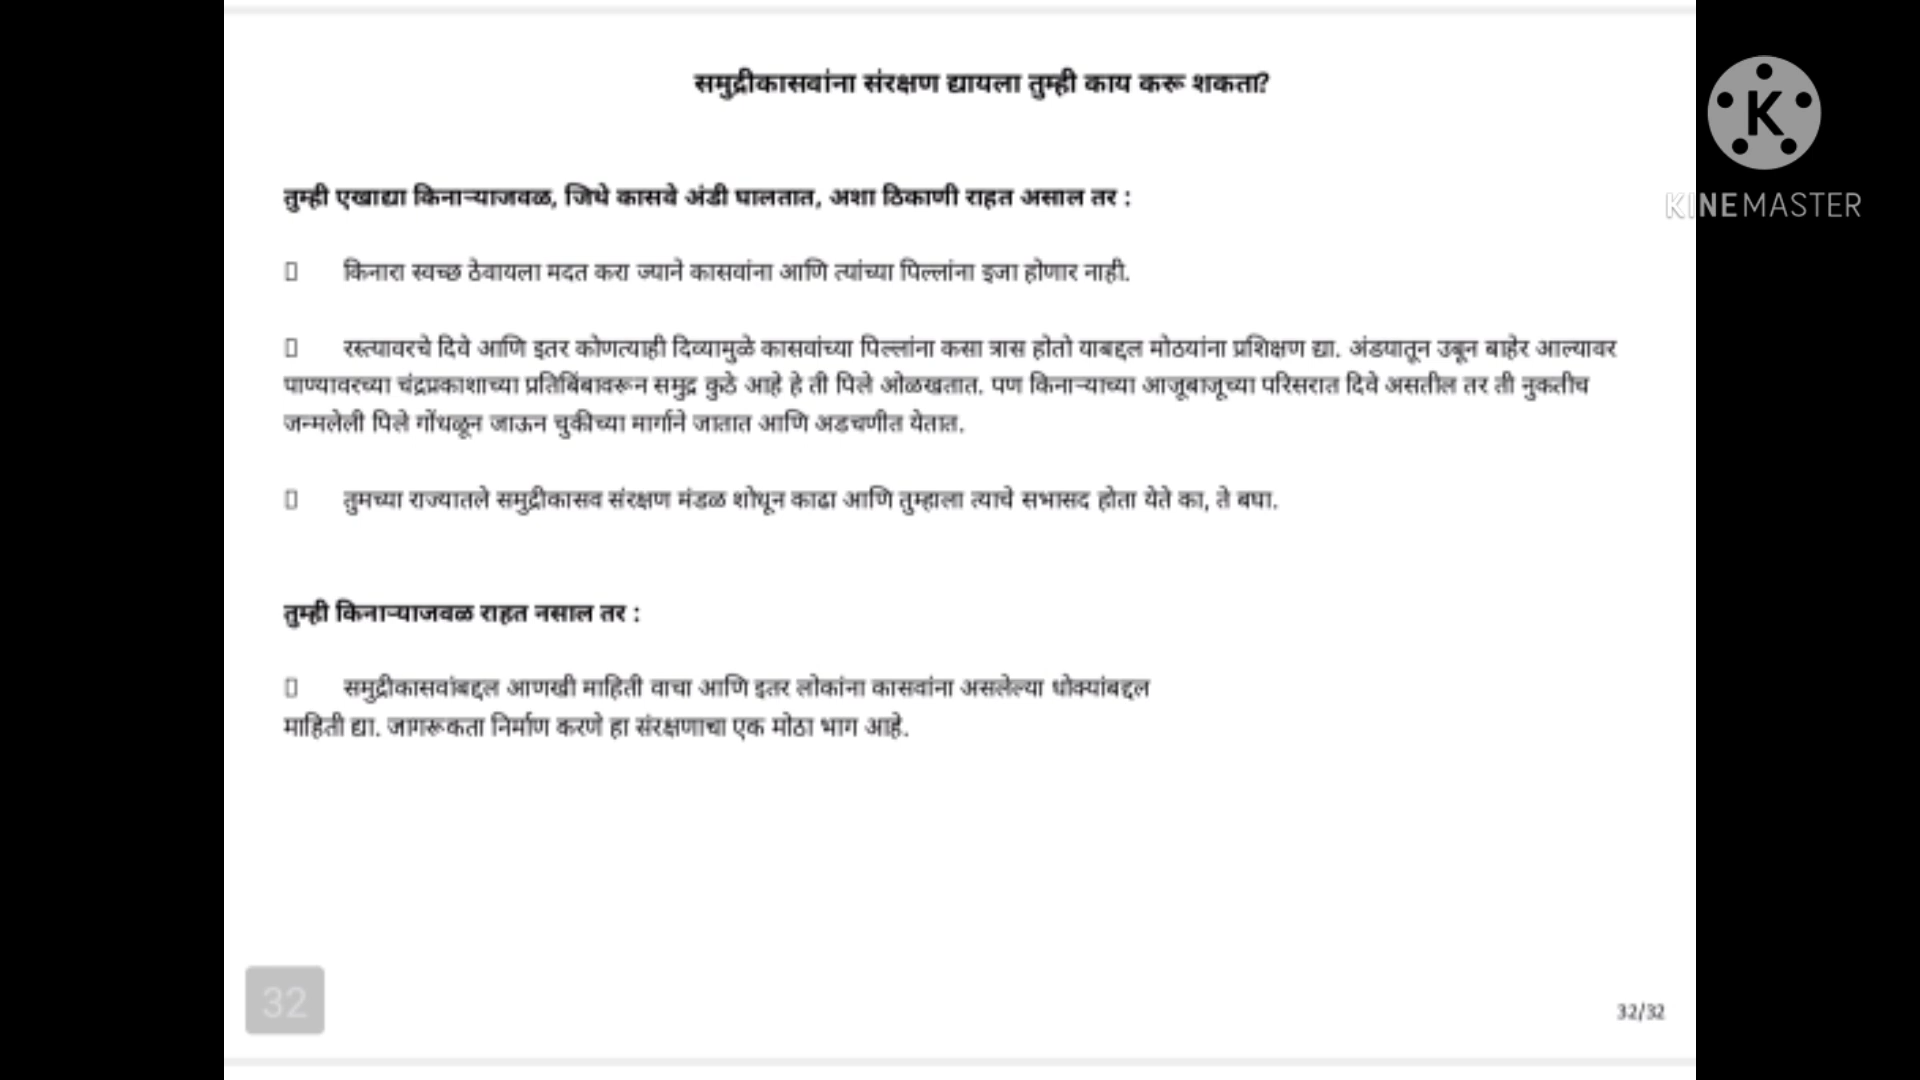 समुद्रीकासवांना संरक्षण द्यायला तुम्ही काय करू शकता?
तुम्ही एखाद्या किनाऱ्याजवळ, जिथे कासवे अंडी घालतात, अशा ठिकाणी राहत असाल तर :
किनारा स्वच्छ ठेवायला मदत करा ज्याने कासवांना आणि त्यांच्या पिल्लांना इजा होणार नाही.
रस्त्यावरचे दिवे आणि इतर कोणत्याही दिव्यामुळे कासवांच्या पिल्लांना कसा त्रास होतो याबद्दल मोठयांना प्रशिक्षण द्या. अंडयातून उबून बाहेर आल्यावर
पाण्यावरच्या चंद्रप्रकाशाच्या प्रतिबिंबावरून समुद्र कुठे आहे हे ती पिले ओळखतात. पण किनाऱ्याच्या आजूबाजूच्या परिसरात दिवे असतील तर ती नुकतीच
जन्मलेली पिले गोंधळून जाऊन चुकीच्या मार्गाने जातात आणि अडचणीत येतात.
तुमच्या राज्यातले समुद्रीकासव संरक्षण मंडळ शोधून काढा आणि तुम्हाला त्याचे सभासद होता येते का, ते बघा.
तुम्ही किनाऱ्याजवळ राहत नसाल तर :
समुद्रीकासवांबद्दल आणखी माहिती वाचा आणि इतर लोकांना कासवांना असलेल्या धोक्यांबद्दल
माहिती द्या. जागरूकता निर्माण करणे हा संरक्षणाचा एक मोठा भाग आहे.
32
32/32
K
KINEMASTER